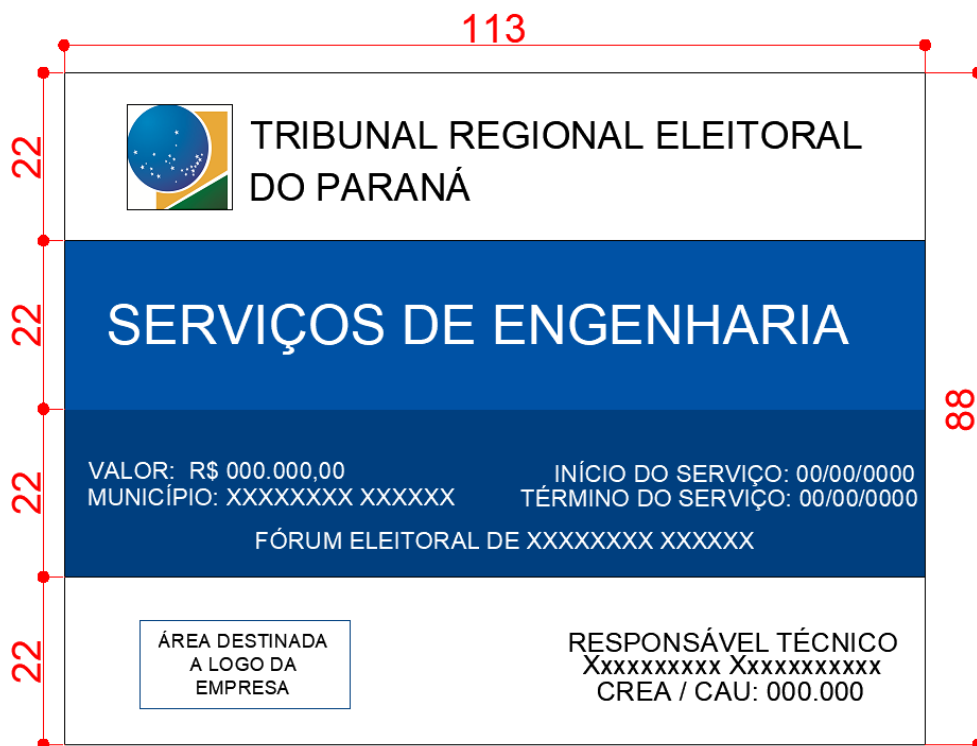 113
22
TRIBUNAL REGIONAL ELEITORAL
DO PARANÁ
22
SERVIÇOS DE ENGENHARIA
88
22
VALOR: R$ 000.000,00
MUNICÍPIO: XXXXXXXX XXXXXX
INÍCIO DO SERVIÇO: 00/00/0000
TÉRMINO DO SERVIÇO: 00/00/0000
FÓRUM ELEITORAL DE XXXXXXXX XXXXXX
22
ÁREA DESTINADA
A LOGO DA
EMPRESA
RESPONSÁVEL TÉCNICO
Xxxxxxxxxx Xxxxxxxxxxx
CREA / CAU: 000.000